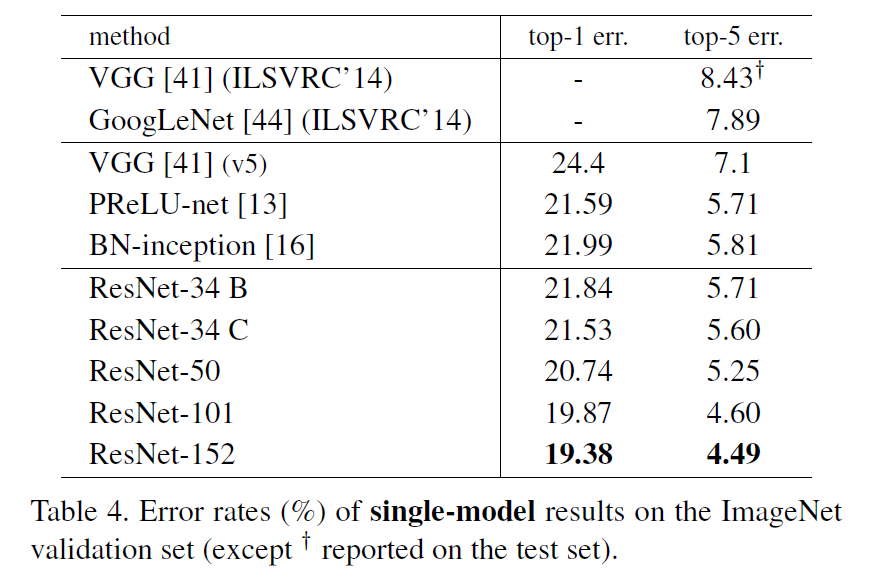 method top-1 err. top-5 err.
VGG [41] (ILSVRC'14) - 8.43†
GoogLeNet [44] (ILSVRC'14) - 7.89
VGG [41] (v5) 24.4 7.1
PReLU-net [13] 21.59 5.71
BN-inception [16] 21.99 5.81
ResNet-34 B 21.84 5.71
ResNet-34 C 21.53 5.60
ResNet-50 20.74 5.25
ResNet-101 19.87 4.60
ResNet-152 19.38 4.49
Table 4. Error rates (%) of single-model results on the ImageNet
validation set (except † reported on the test set).